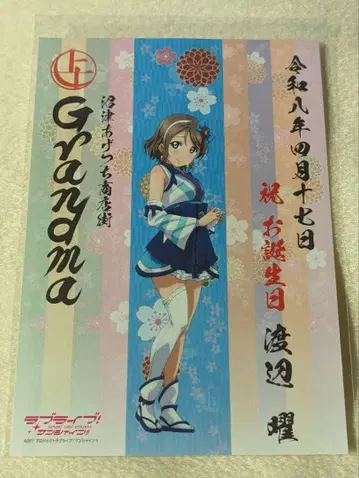 令和八年四月十七日
祝 お誕生日 渡辺 曜
沼津あげつち商店街
Grandma
ラブライブ!
サンシャイン!!